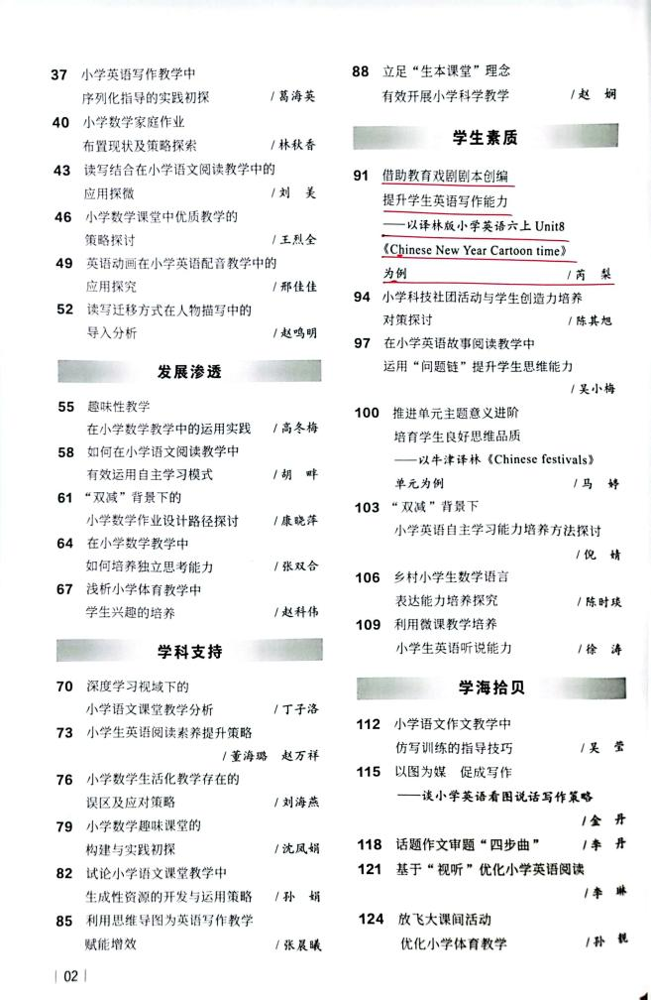 37 小学英语写作教学中
序列化指导的实践初探 / 葛海英
40 小学数学家庭作业
布置现状及策略探索 / 林秋香
43 读写结合在小学语文阅读教学中的
应用探微 / 刘 美
46 小学数学课堂中优质教学的
策略探讨 / 王烈全
49 英语动画在小学英语配音教学中的
应用探究 / 邢佳佳
52 读写迁移方式在人物描写中的
导入分析 / 赵鸣明
发展渗透
55 趣味性教学
在小学数学教学中的运用实践 / 高冬梅
58 如何在小学语文阅读教学中
有效运用自主学习模式 / 胡 畔
61 “双减”背景下的
小学数学作业设计路径探讨 / 康晓萍
64 在小学数学教学中
如何培养独立思考能力 / 张双合
67 浅析小学体育教学中
学生兴趣的培养 / 赵科伟
学科支持
70 深度学习视域下的
小学语文课堂教学分析 / 丁子洛
73 小学生英语阅读素养提升策略
/ 董海璐 赵万祥
76 小学数学生活化教学存在的
误区及应对策略 / 刘海燕
79 小学数学趣味课堂的
构建与实践初探 / 沈凤娟
82 试论小学语文课堂教学中
生成性资源的开发与运用策略 / 孙 娟
85 利用思维导图为英语写作教学
赋能增效 / 张晨曦
02
88 立足“生本课堂”理念
有效开展小学科学教学 / 赵 娴
学生素质
91 借助教育戏剧剧本创编
提升学生英语写作能力
——以译林版小学英语六上 Unit8
《Chinese New Year Cartoon time》
为例 / 芮 梨
94 小学科技社团活动与学生创造力培养
对策探讨 / 陈其旭
97 在小学英语故事阅读教学中
运用“问题链”提升学生思维能力
/ 吴小梅
100 推进单元主题意义进阶
培育学生良好思维品质
——以牛津译林《Chinese festivals》
单元为例 / 马 婷
103 “双减”背景下
小学英语自主学习能力培养方法探讨
/ 倪 婧
106 乡村小学生数学语言
表达能力培养探究 / 陈时琰
109 利用微课教学培养
小学生英语听说能力 / 徐 涛
学海拾贝
112 小学语文作文教学中
仿写训练的指导技巧 / 吴 莹
115 以图为媒 促成写作
——谈小学英语看图说话写作策略
/ 金 丹
118 话题作文审题“四步曲” / 李 丹
121 基于“视听”优化小学英语阅读
/ 李 琳
124 放飞大课间活动
优化小学体育教学 / 孙 靓